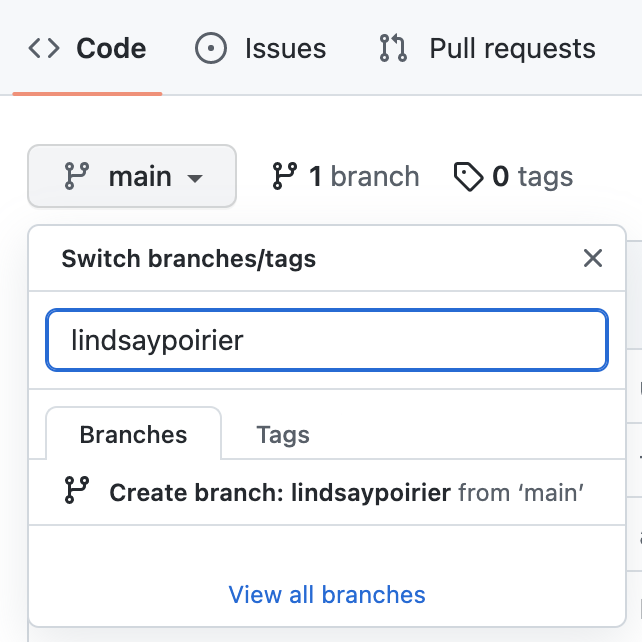 Code Issues Pull requests
main 1 branch 0 tags
Switch branches/tags
lindsaypoirier
Branches Tags
Create branch: lindsaypoirier from ‘main’
View all branches